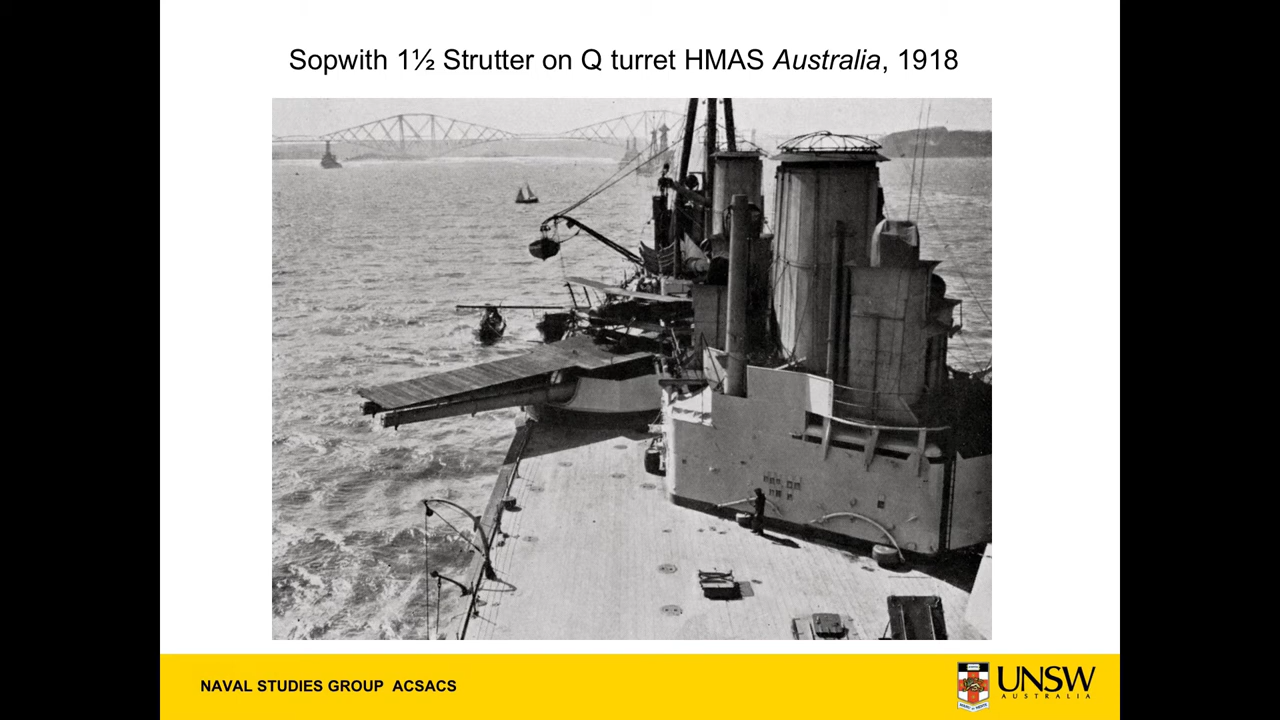 Sopwith 1½ Strutter on Q turret HMAS Australia, 1918
NAVAL STUDIES GROUP ACSACS
UNSW
AUSTRALIA